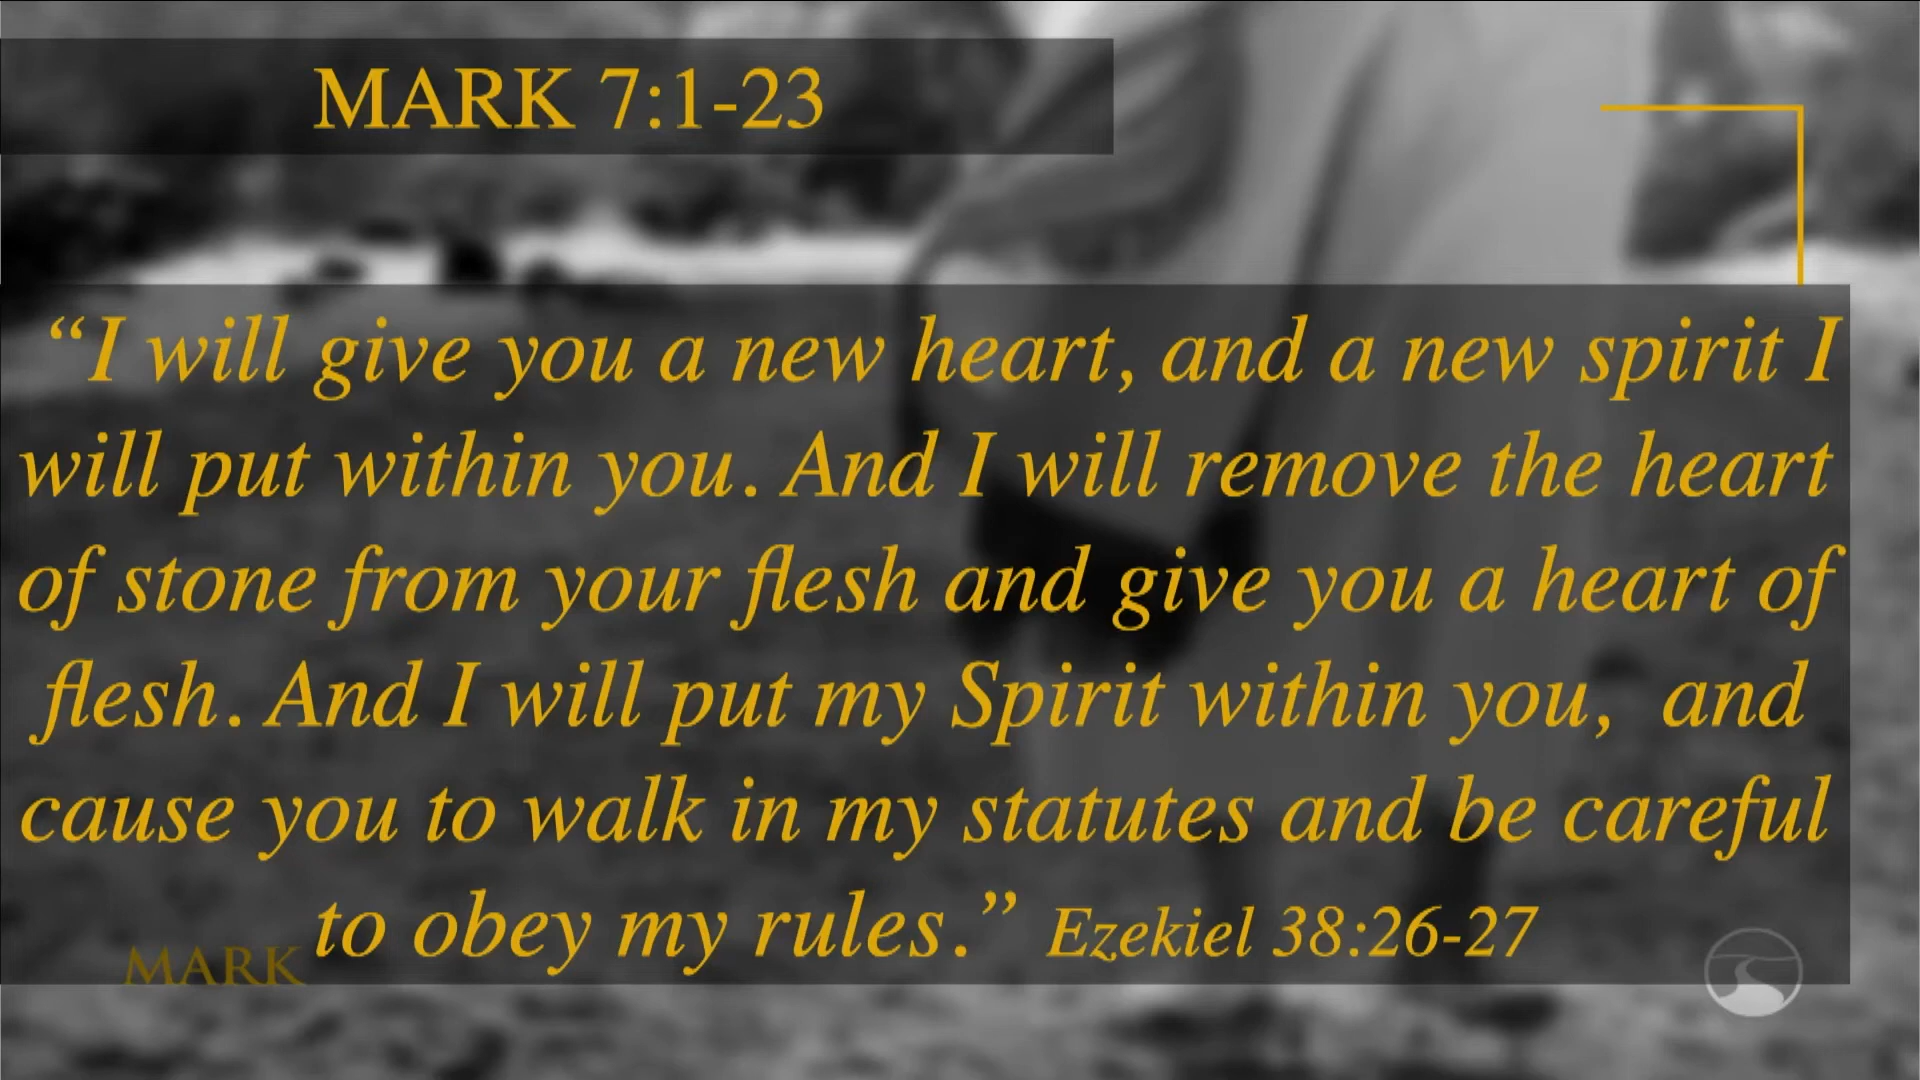 MARK 7:1-23
“I will give you a new heart, and a new spirit I
will put within you. And I will remove the heart
of stone from your flesh and give you a heart of
flesh. And I will put my Spirit within you,  and
cause you to walk in my statutes and be careful
to obey my rules.” Ezekiel 38:26-27
MARK